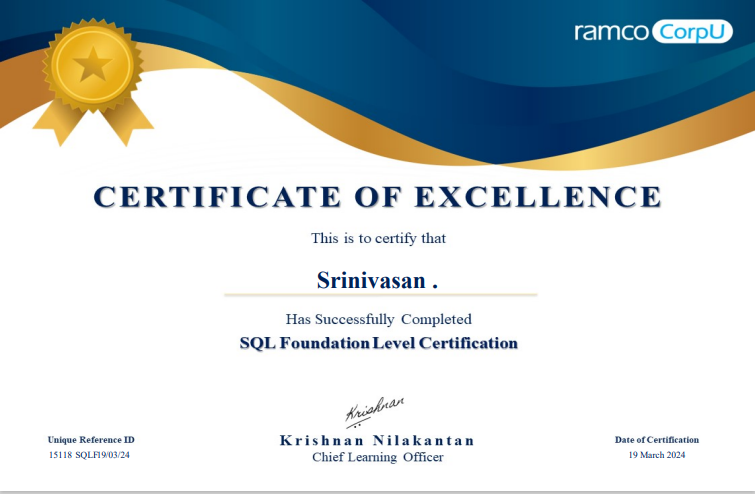 ramco CorpU
CERTIFICATE OF EXCELLENCE
This is to certify that
Srinivasan .
Has Successfully Completed
SQL Foundation Level Certification
Krishnan
Krishnan Nilakantan
Chief Learning Officer
Unique Reference ID
15118 SQLF19/03/24
Date of Certification
19 March 2024